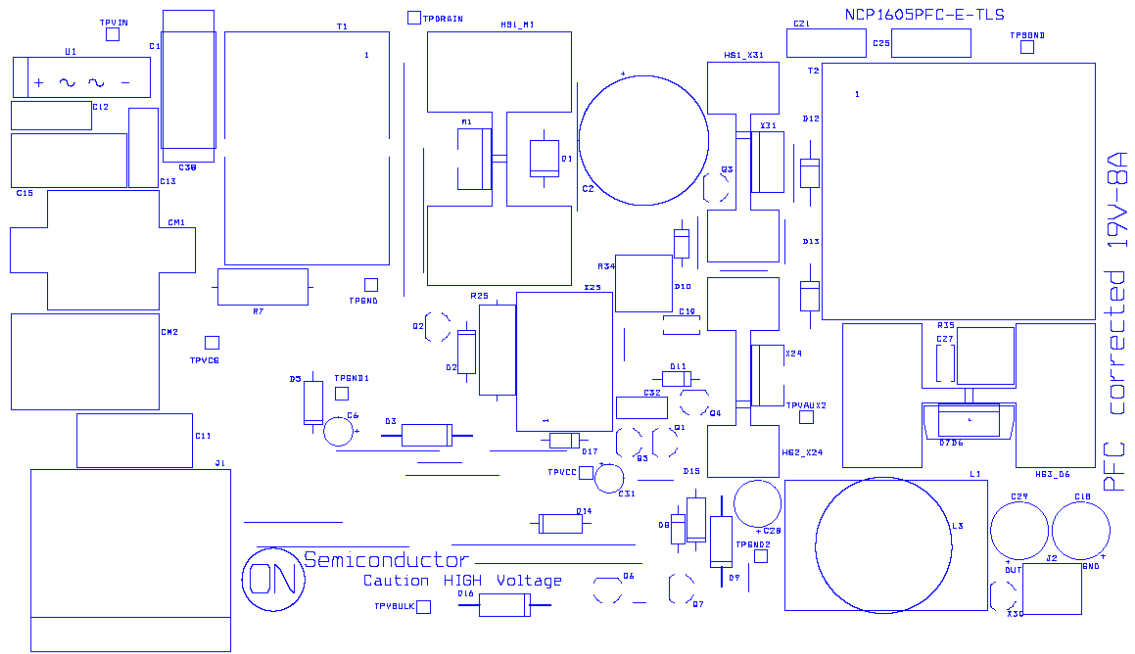 NCP1605PFC-E-TLS
TPVIN
TPDRAIN
C21
C25
TPSGND
T1
HS1_M1
C1
U1
1
HS1_X31
T2
+ ~ ~ -
1
C12
D12
M1
X31
D1
Q3
C30
C13
C2
C15
CM1
D13
R34
D10
X23
TPGND
R25
R7
C19
Q2
CM2
R35
C27
TPVCS
D2
D11
X24
TPGND1
D5
C32
TPVAUX2
C6
D3
Q4
Q1
C11
D17
Q5
D7D6
HS2_X24
J1
TPVCC
D15
HS3_D6
L1
C31
C29
C18
D14
D8
C28
L3
TPGND2
ON Semiconductor
Caution HIGH Voltage
Q6
D9
OUT
J2
GND
D16
TPVBULK
Q7
X30
PFC corrected 19V-8A